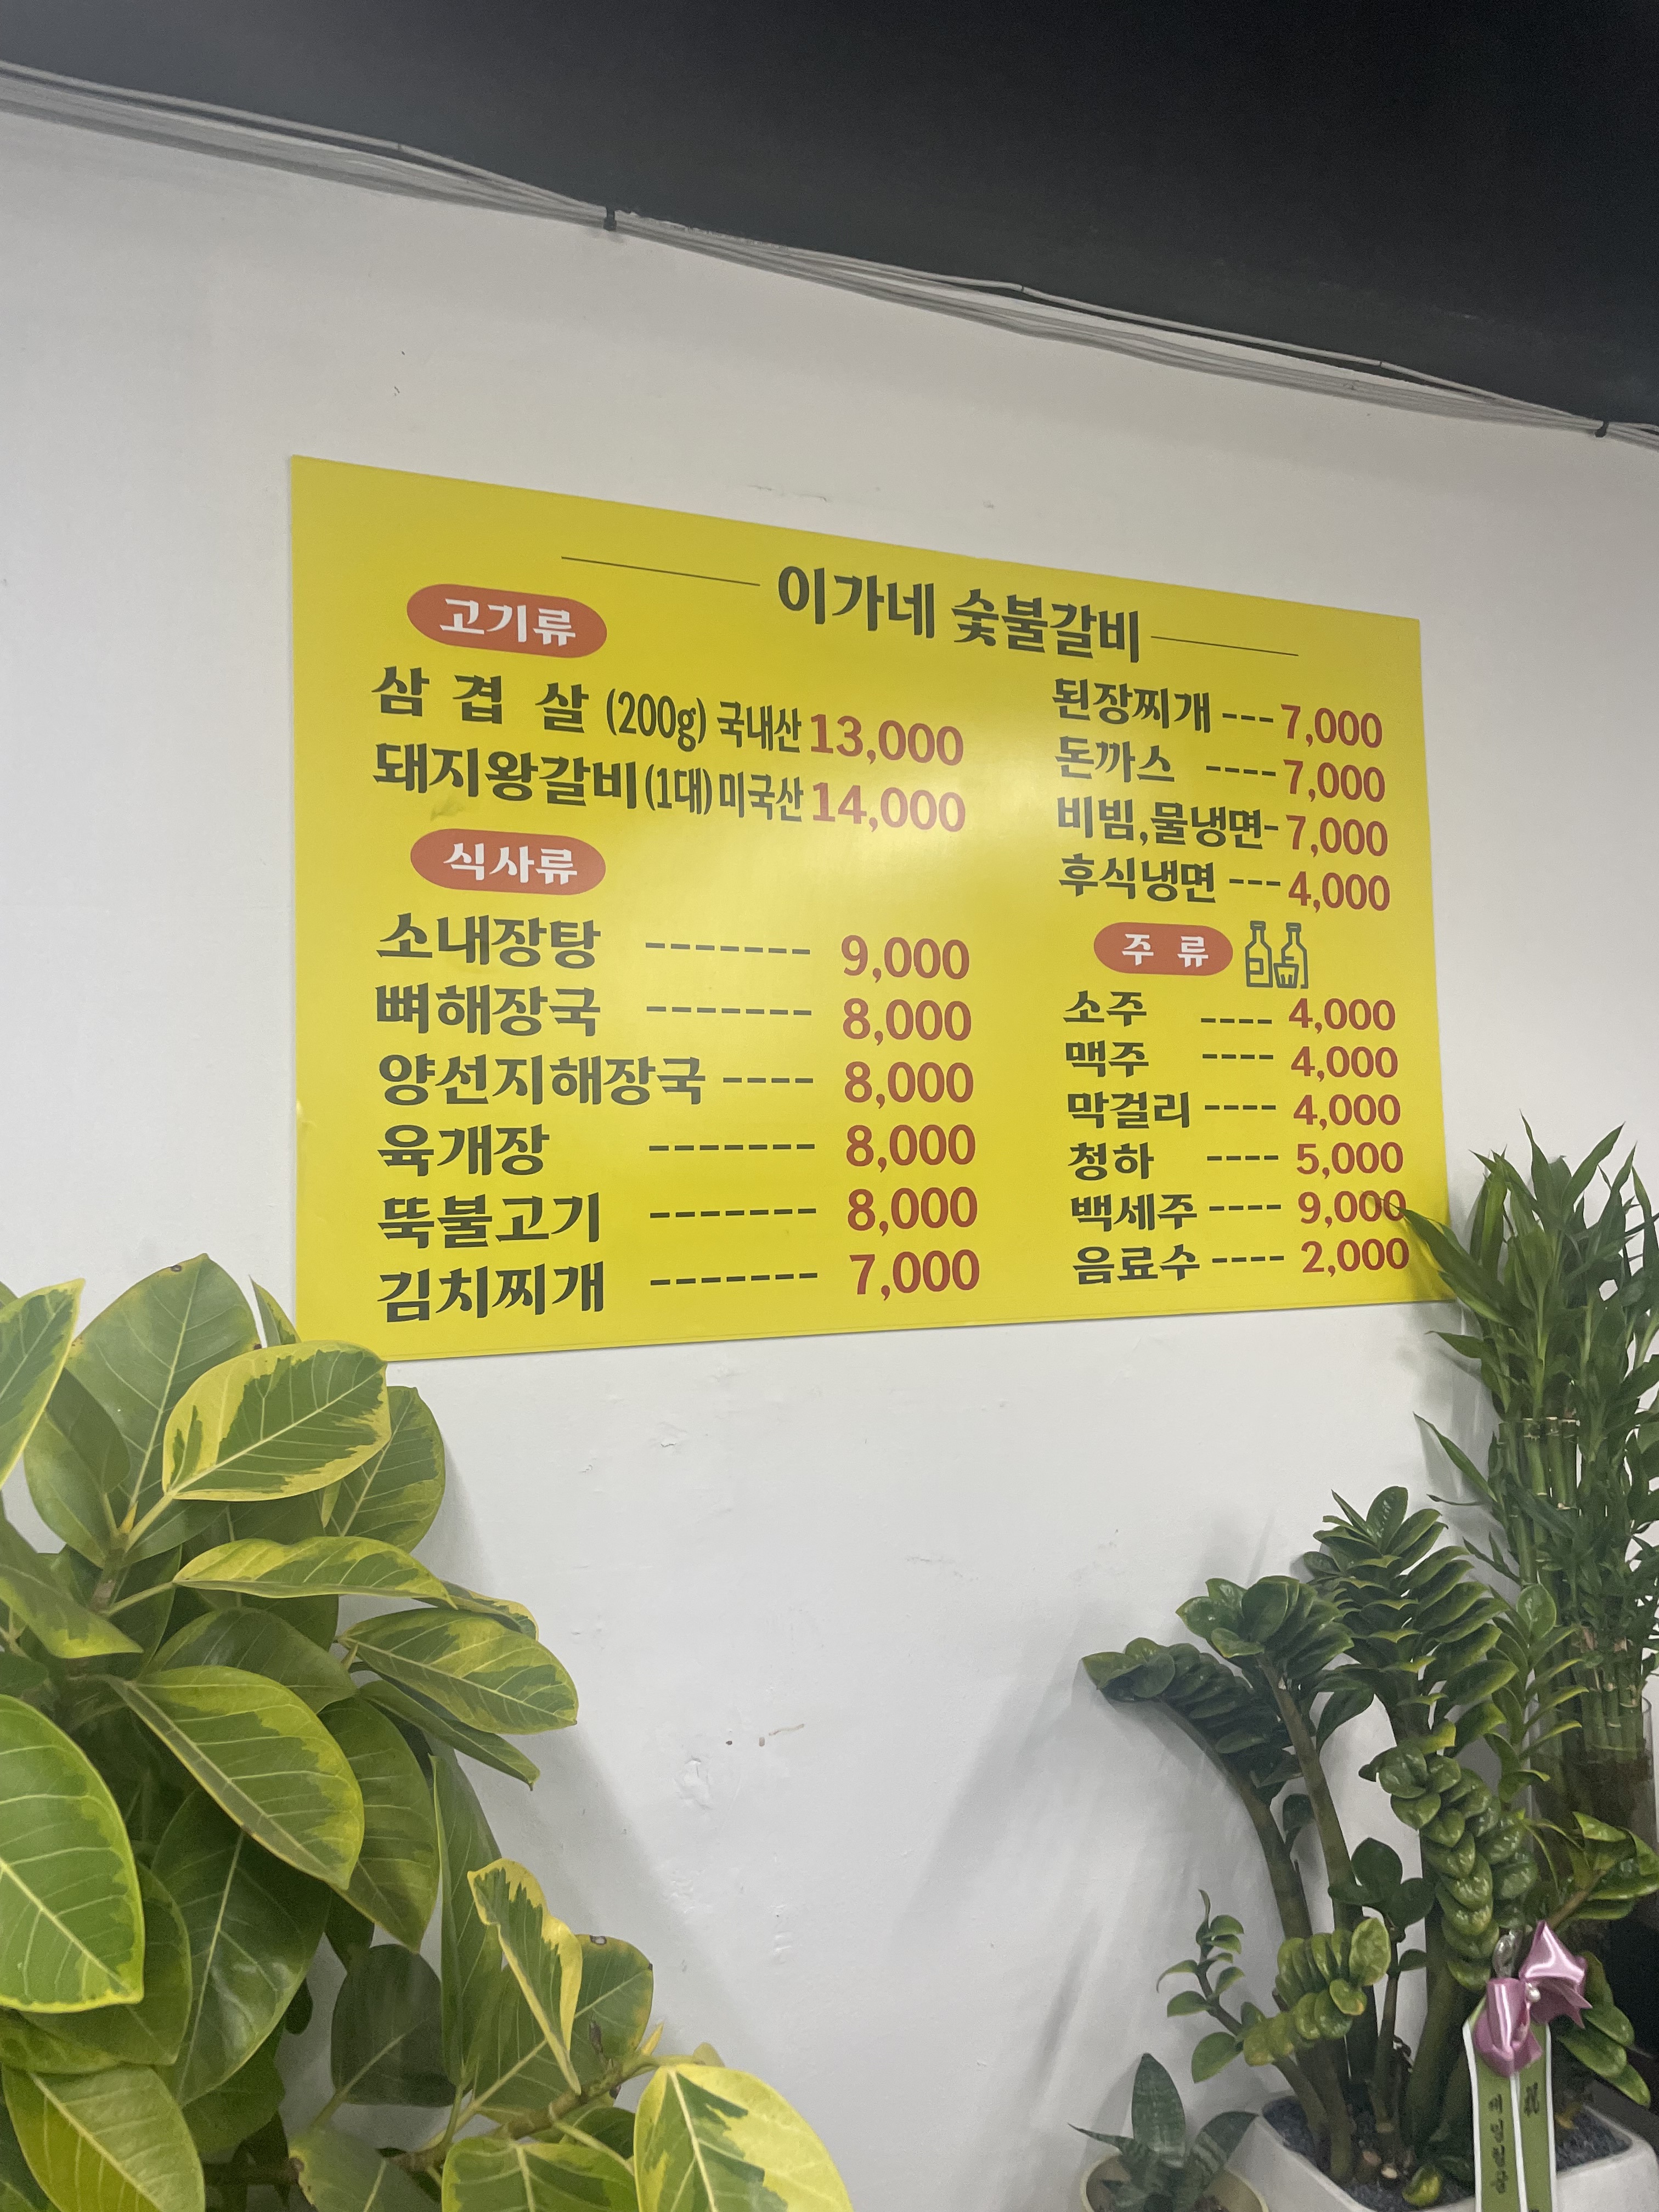 이가네 숯불갈비
고기류
삼 겹 살 (200g) 국내산 13,000
돼지왕갈비(1대)미국산 14,000
식사류
소내장탕 ------- 9,000
뼈해장국 ------- 8,000
양선지해장국 ---- 8,000
육개장 ------- 8,000
뚝불고기 ------- 8,000
김치찌개 ------- 7,000
된장찌개 --- 7,000
돈까스 ---- 7,000
비빔,물냉면- 7,000
후식냉면 --- 4,000
주 류
소주 ---- 4,000
맥주 ---- 4,000
막걸리 ---- 4,000
청하 ---- 5,000
백세주 ---- 9,000
음료수 ---- 2,000